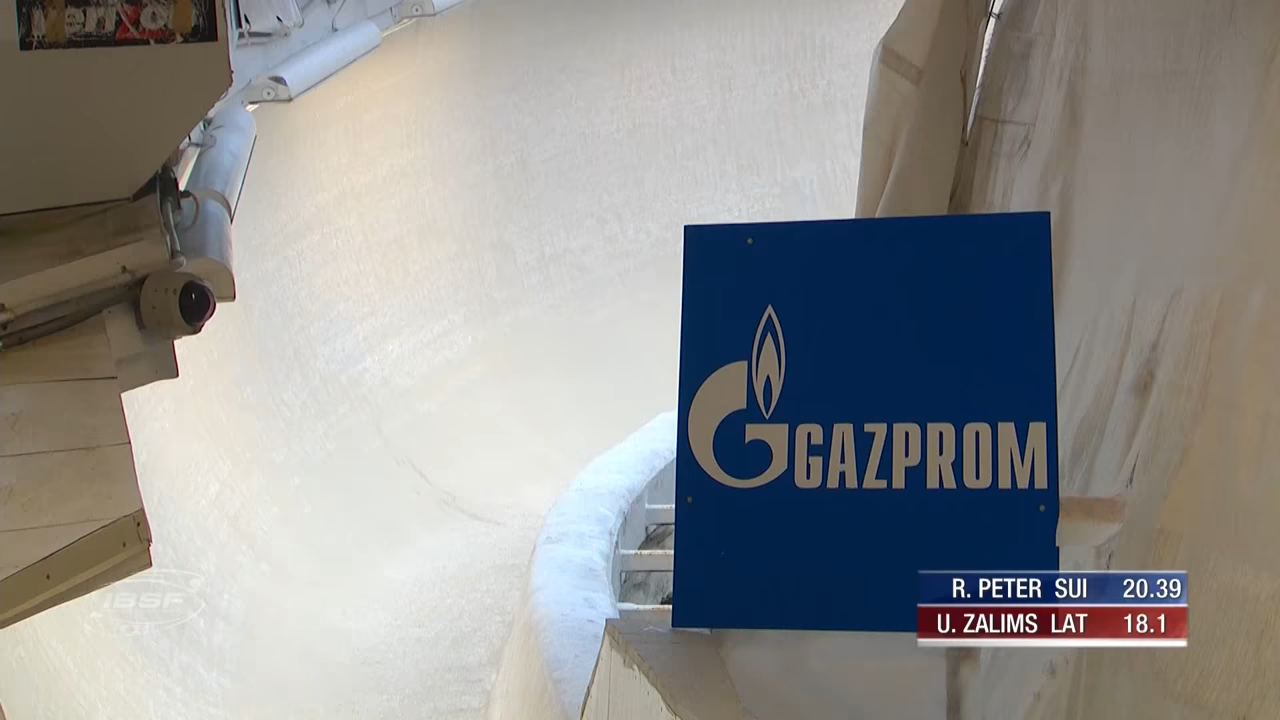 GAZPROM
IBSF
R. PETER SUI 20.39
U. ZALIMS LAT 18.1